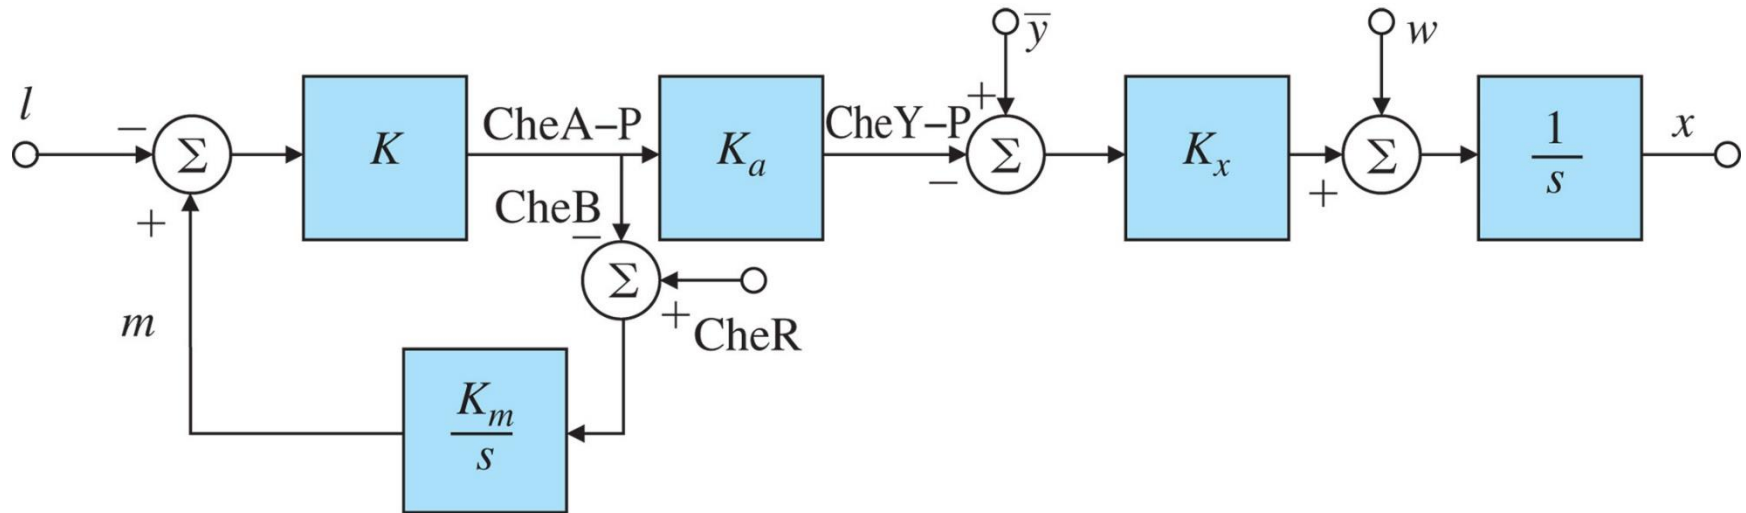 l
−
Σ
+
K
CheA–P
CheB
−
Σ
+
CheR
m
K_m
s
K_a
CheY–P
ȳ
+
Σ
−
K_x
w
Σ
+
1
s
x